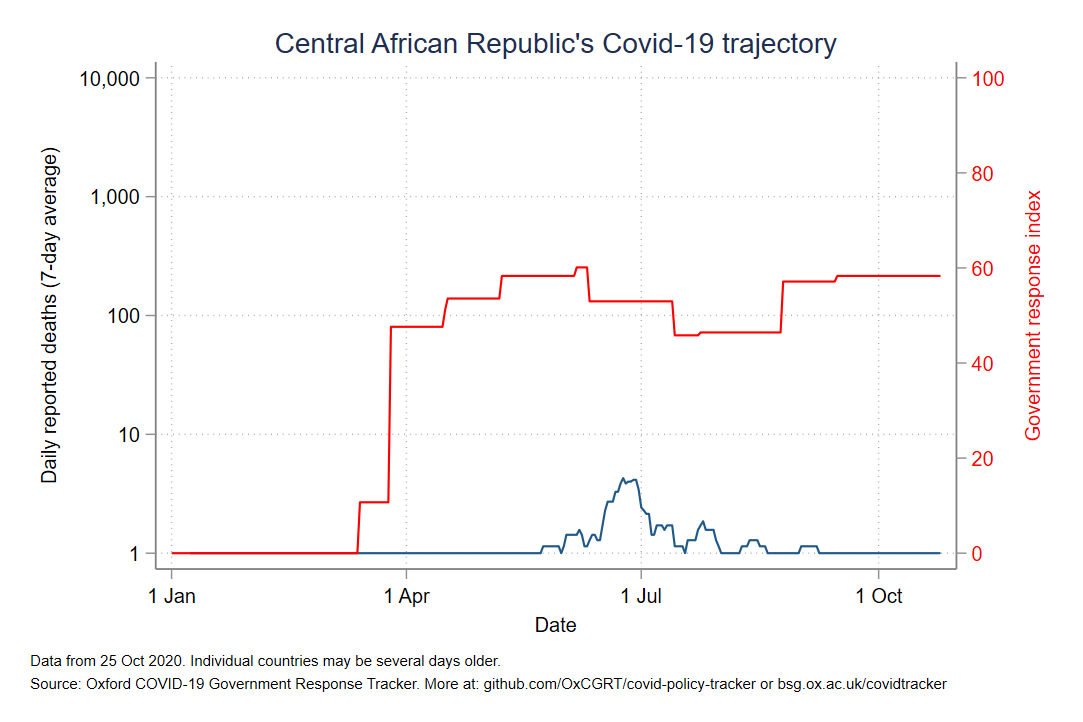 Central African Republic's Covid-19 trajectory
10,000
1,000
100
10
1
Daily reported deaths (7-day average)
100
80
60
40
20
0
Government response index
1 Jan
1 Apr
1 Jul
1 Oct
Date
Data from 25 Oct 2020. Individual countries may be several days older.
Source: Oxford COVID-19 Government Response Tracker. More at: github.com/OxCGRT/covid-policy-tracker or bsg.ox.ac.uk/covidtracker